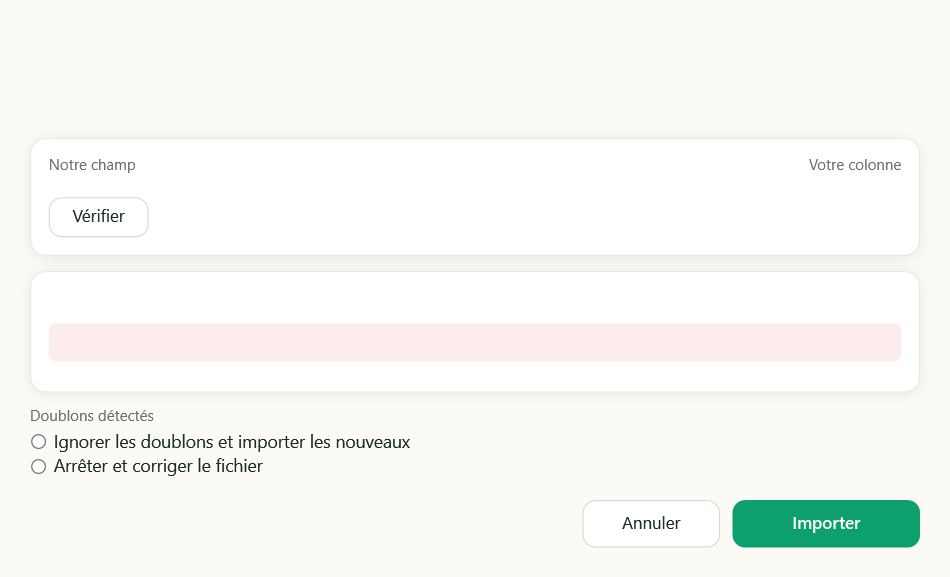 Notre champ
Votre colonne
Vérifier
Doublons détectés
Ignorer les doublons et importer les nouveaux
Arrêter et corriger le fichier
Annuler
Importer